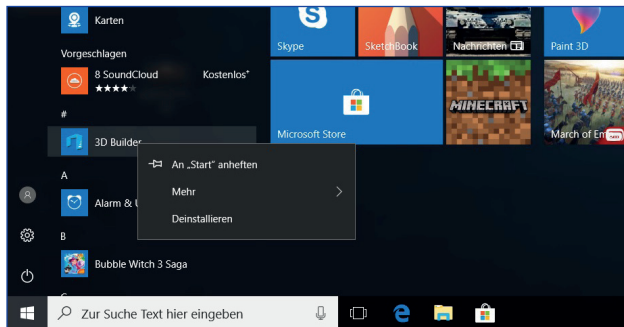 Karten
Vorgeschlagen
8 SoundCloud Kostenlos*
#
3D Builder
A
Alarm & U
B
Bubble Witch 3 Saga
An „Start“ anheften
Mehr
Deinstallieren
Skype
SketchBook
Nachrichten
Paint 3D
Microsoft Store
MINECRAFT
March of Em
Zur Suche Text hier eingeben